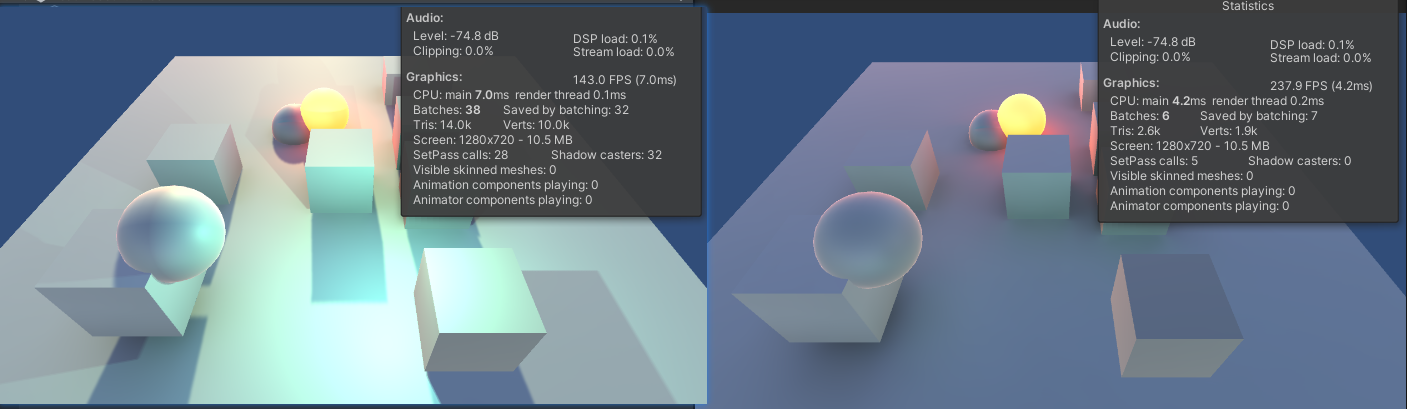 Audio:
Level: -74.8 dB DSP load: 0.1%
Clipping: 0.0% Stream load: 0.0%
Graphics: 143.0 FPS (7.0ms)
CPU: main 7.0ms render thread 0.1ms
Batches: 38 Saved by batching: 32
Tris: 14.0k Verts: 10.0k
Screen: 1280x720 - 10.5 MB
SetPass calls: 28 Shadow casters: 32
Visible skinned meshes: 0
Animation components playing: 0
Animator components playing: 0
Statistics
Audio:
Level: -74.8 dB DSP load: 0.1%
Clipping: 0.0% Stream load: 0.0%
Graphics: 237.9 FPS (4.2ms)
CPU: main 4.2ms render thread 0.2ms
Batches: 6 Saved by batching: 7
Tris: 2.6k Verts: 1.9k
Screen: 1280x720 - 10.5 MB
SetPass calls: 5 Shadow casters: 0
Visible skinned meshes: 0
Animation components playing: 0
Animator components playing: 0